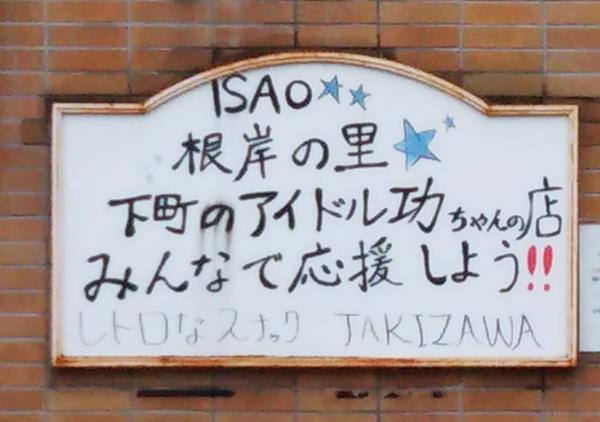 ISAO
根岸の里
下町のアイドル功ちゃんの店
みんなで応援しよう!!
レトロなスナック TAKIZAWA